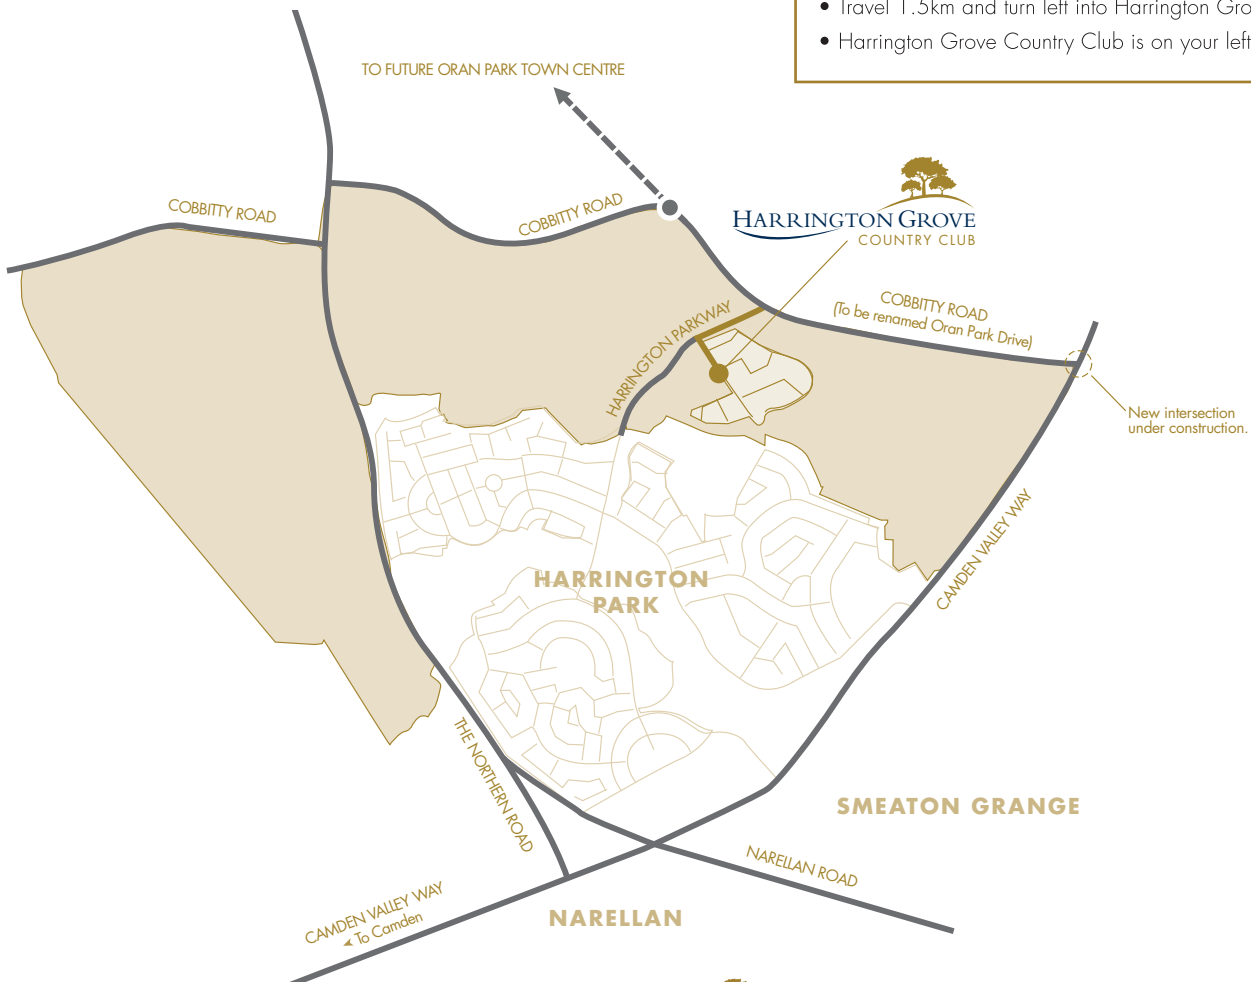 • Travel 1.5km and turn left into Harrington Gro
• Harrington Grove Country Club is on your left
TO FUTURE ORAN PARK TOWN CENTRE
COBBITTY ROAD
COBBITTY ROAD
HARRINGTON GROVE
COUNTRY CLUB
COBBITTY ROAD
(To be renamed Oran Park Drive)
HARRINGTON PARKWAY
New intersection
under construction.
CAMDEN VALLEY WAY
HARRINGTON
PARK
THE NORTHERN ROAD
SMEATON GRANGE
NARELLAN ROAD
CAMDEN VALLEY WAY
To Camden
NARELLAN